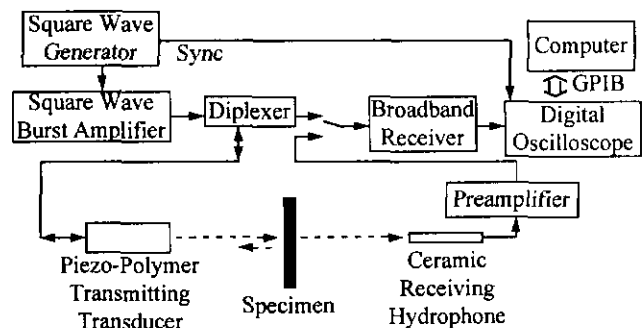 Square Wave
Generator
Sync
Computer
GPIB
Square Wave
Burst Amplifier
Diplexer
Broadband
Receiver
Digital
Oscilloscope
Preamplifier
Piezo-Polymer
Transmitting
Transducer
Specimen
Ceramic
Receiving
Hydrophone